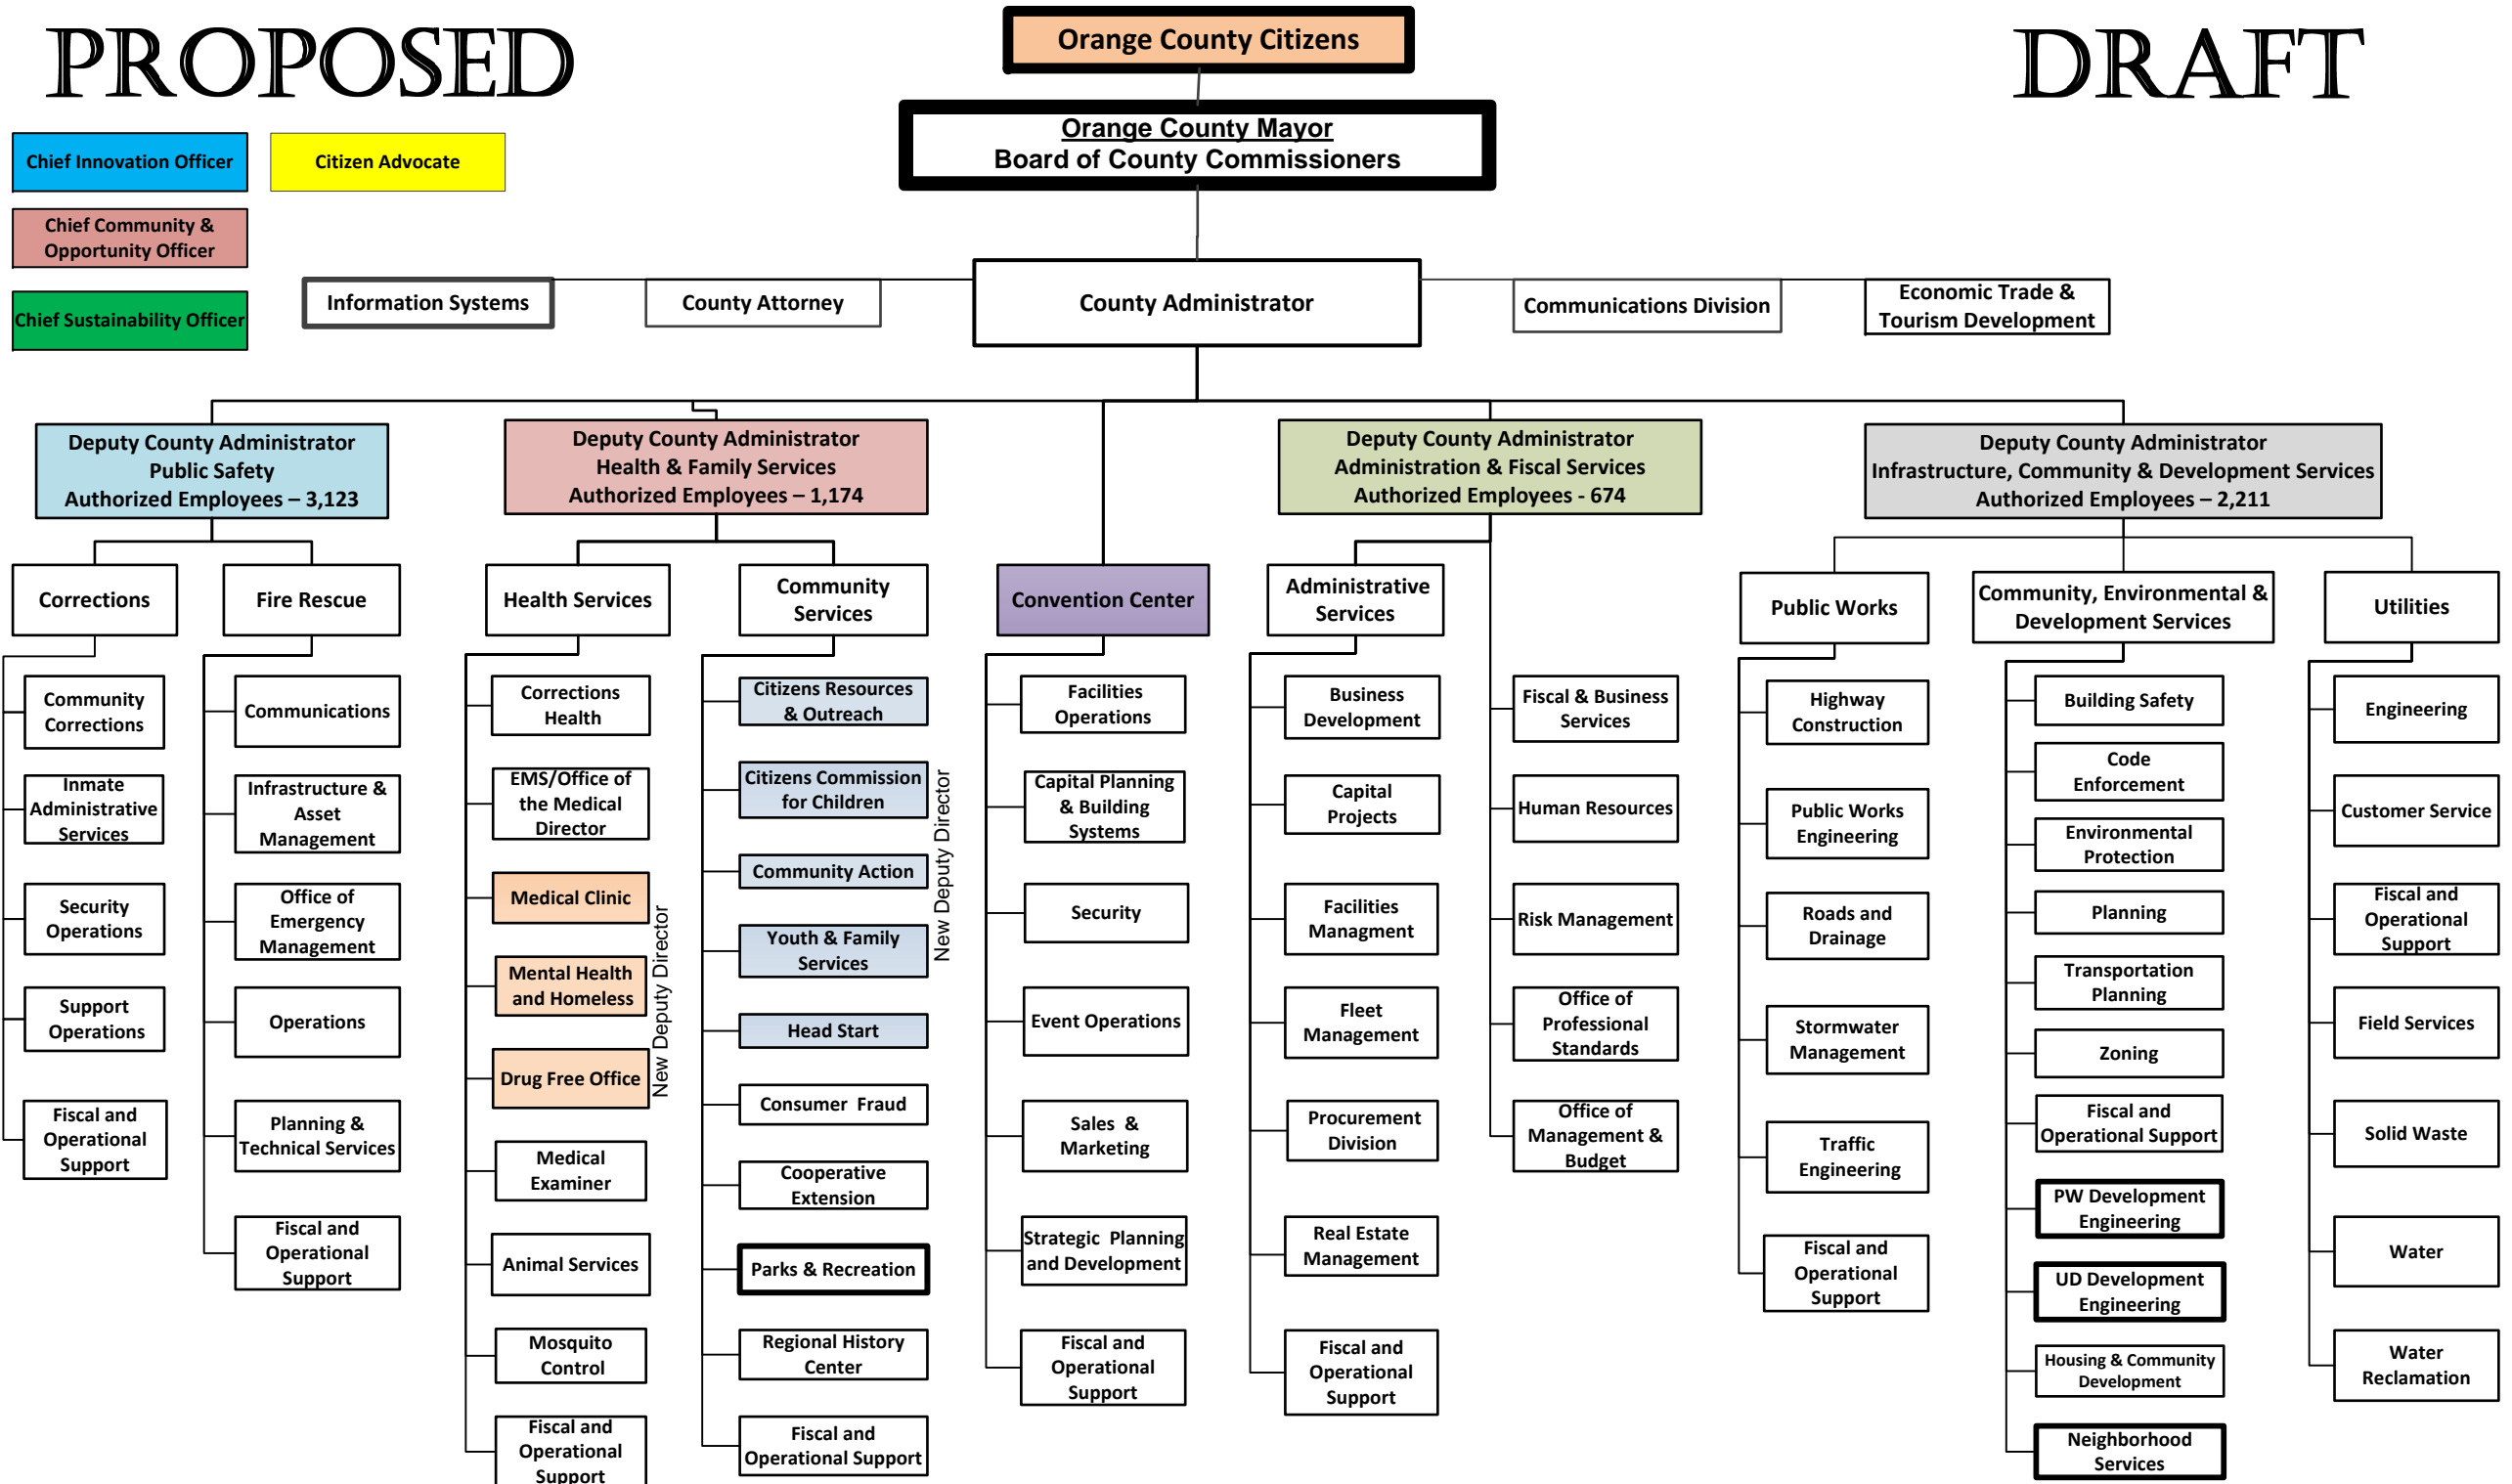 PROPOSED
DRAFT
Orange County Citizens
Orange County Mayor
Board of County Commissioners
Chief Innovation Officer
Citizen Advocate
Chief Community &
Opportunity Officer
Chief Sustainability Officer
Information Systems
County Attorney
County Administrator
Communications Division
Economic Trade &
Tourism Development
Deputy County Administrator
Public Safety
Authorized Employees – 3,123
Deputy County Administrator
Health & Family Services
Authorized Employees – 1,174
Deputy County Administrator
Administration & Fiscal Services
Authorized Employees - 674
Deputy County Administrator
Infrastructure, Community & Development Services
Authorized Employees – 2,211
Corrections
Community
Corrections
Inmate
Administrative
Services
Security
Operations
Support
Operations
Fiscal and
Operational
Support
Fire Rescue
Communications
Infrastructure &
Asset
Management
Office of
Emergency
Management
Operations
Planning &
Technical Services
Fiscal and
Operational
Support
Health Services
Corrections
Health
EMS/Office of
the Medical
Director
Medical Clinic
Mental Health
and Homeless
Drug Free Office
New Deputy Director
Medical
Examiner
Animal Services
Mosquito
Control
Fiscal and
Operational
Support
Community
Services
Citizens Resources
& Outreach
Citizens Commission
for Children
Community Action
Youth & Family
Services
Head Start
New Deputy Director
Consumer Fraud
Cooperative
Extension
Parks & Recreation
Regional History
Center
Fiscal and
Operational Support
Convention Center
Facilities
Operations
Capital Planning
& Building
Systems
Security
Event Operations
Sales &
Marketing
Strategic Planning
and Development
Fiscal and
Operational
Support
Administrative
Services
Business
Development
Capital
Projects
Facilities
Managment
Fleet
Management
Procurement
Division
Real Estate
Management
Fiscal and
Operational
Support
Fiscal & Business
Services
Human Resources
Risk Management
Office of
Professional
Standards
Office of
Management &
Budget
Public Works
Highway
Construction
Public Works
Engineering
Roads and
Drainage
Stormwater
Management
Traffic
Engineering
Fiscal and
Operational
Support
Community, Environmental &
Development Services
Building Safety
Code
Enforcement
Environmental
Protection
Planning
Transportation
Planning
Zoning
Fiscal and
Operational Support
PW Development
Engineering
UD Development
Engineering
Housing & Community
Development
Neighborhood
Services
Utilities
Engineering
Customer Service
Fiscal and
Operational
Support
Field Services
Solid Waste
Water
Water
Reclamation